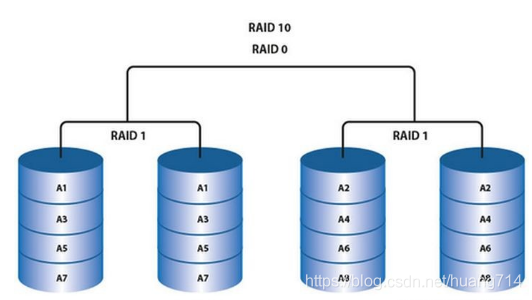 RAID 10
RAID 0
RAID 1
RAID 1
A1
A1
A2
A2
A3
A3
A4
A4
A5
A5
A6
A6
A7
A7
A8
A8
https://blog.csdn.net/huang714